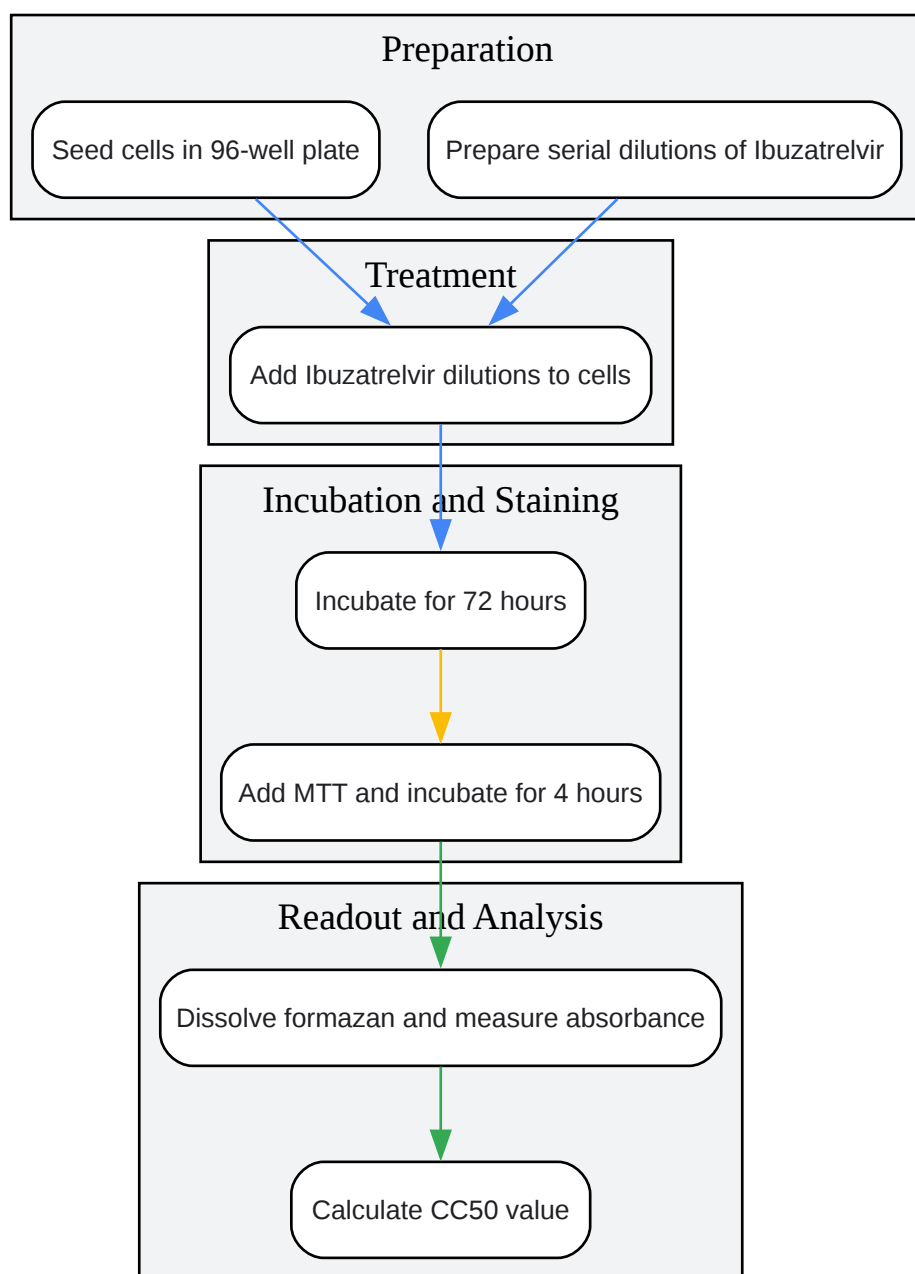 Preparation
Seed cells in 96-well plate
Prepare serial dilutions of Ibuzatrelvir
Treatment
Add Ibuzatrelvir dilutions to cells
Incubation and Staining
Incubate for 72 hours
Add MTT and incubate for 4 hours
Readout and Analysis
Dissolve formazan and measure absorbance
Calculate CC50 value